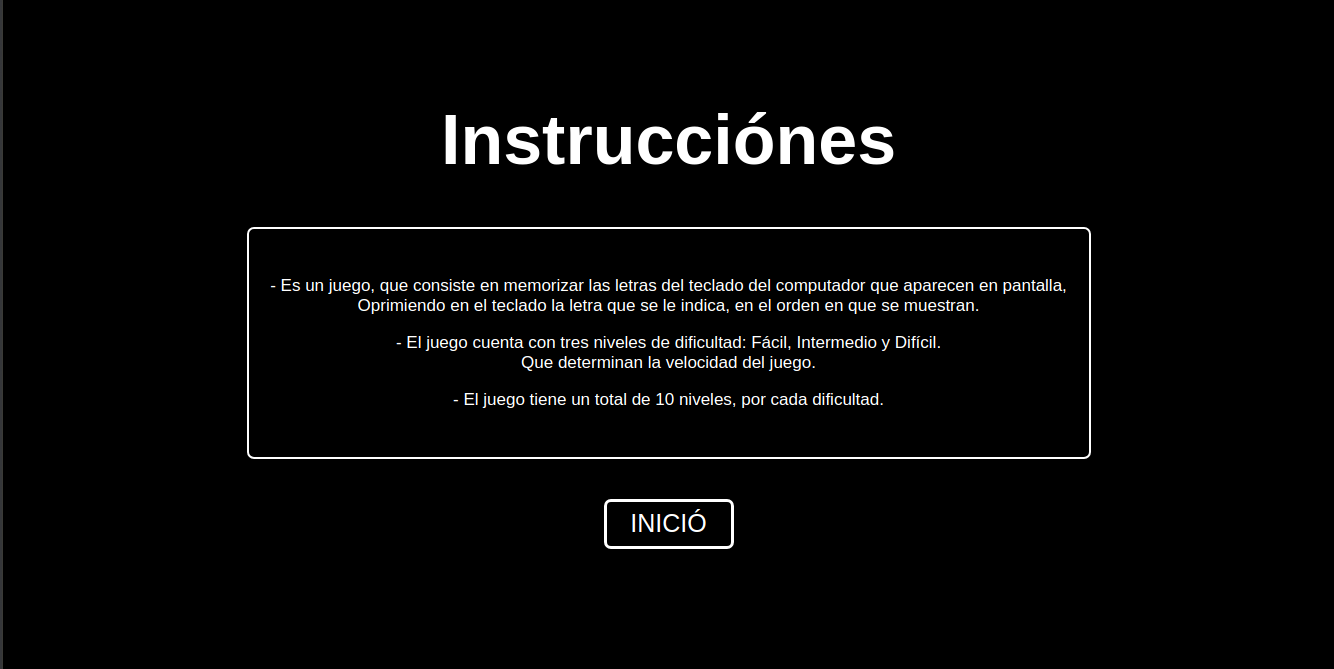 Instrucciónes
- Es un juego, que consiste en memorizar las letras del teclado del computador que aparecen en pantalla,
Oprimiendo en el teclado la letra que se le indica, en el orden en que se muestran.
- El juego cuenta con tres niveles de dificultad: Fácil, Intermedio y Difícil.
Que determinan la velocidad del juego.
- El juego tiene un total de 10 niveles, por cada dificultad.
INICIÓ